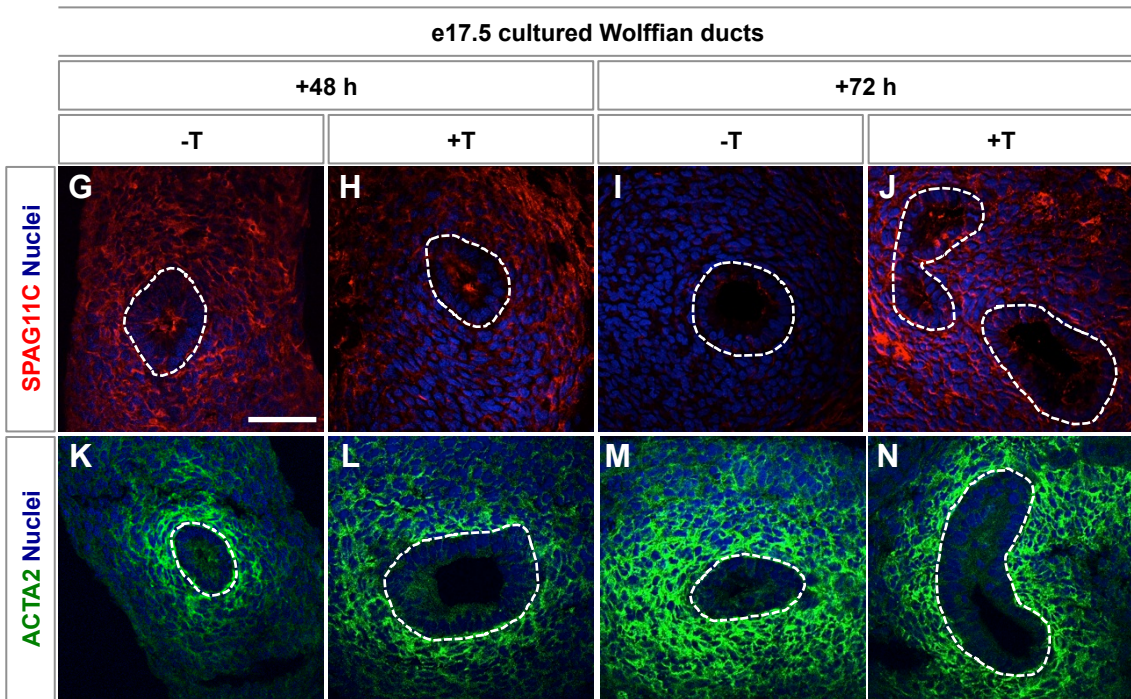 e17.5 cultured Wolffian ducts
+48 h
+72 h
-T
+T
-T
+T
SPAG11C Nuclei
G
H
I
J
ACTA2 Nuclei
K
L
M
N